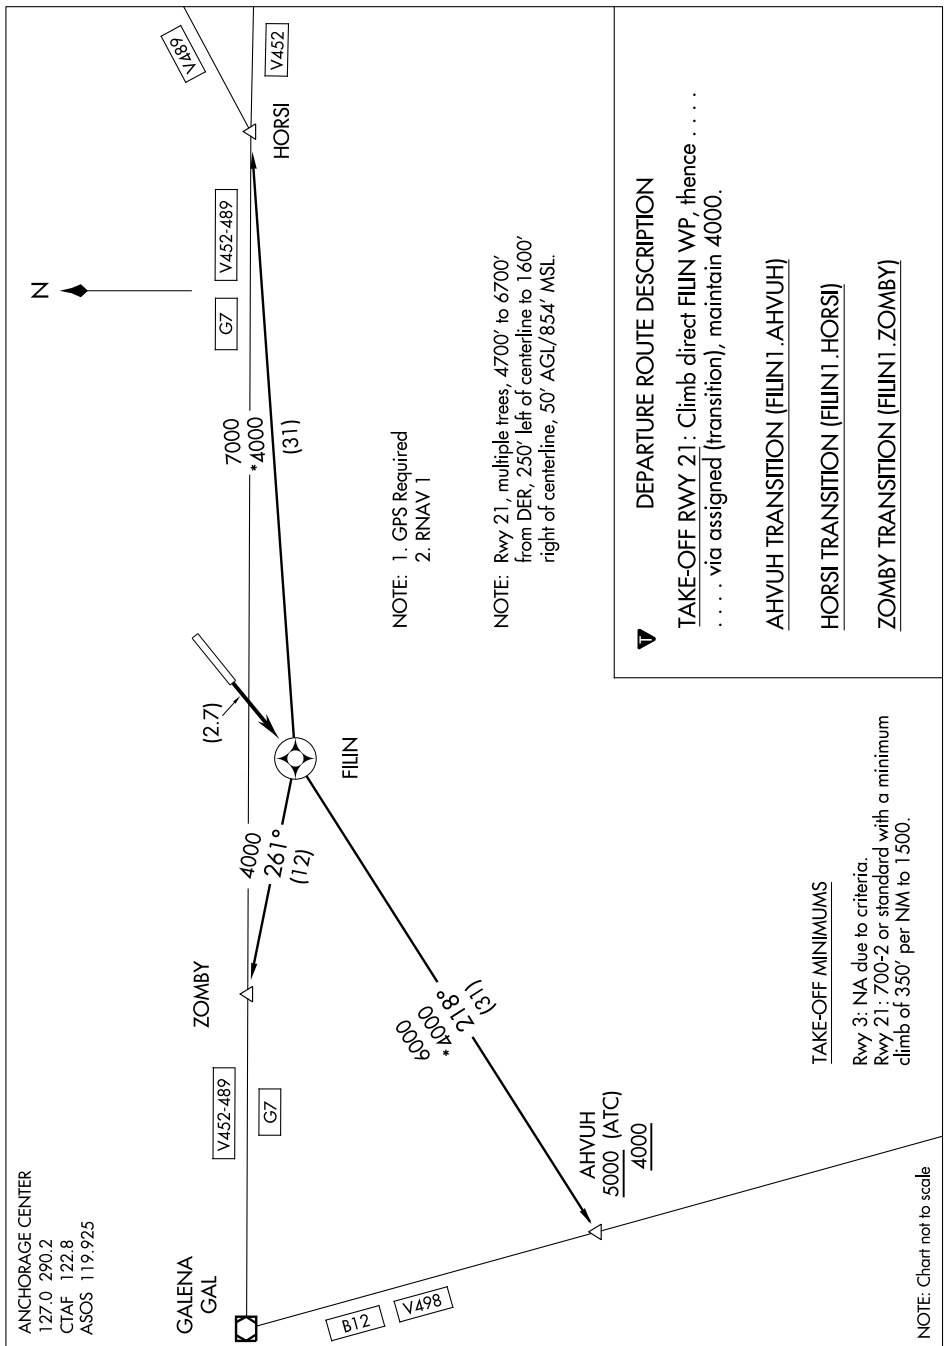 ANCHORAGE CENTER
127.0 290.2
CTAF 122.8
ASOS 119.925
N
V489
V452
HORSI
G7
V452-489
7000
*4000
(31)
(2.7)
FILIN
4000
261°
(12)
ZOMBY
V452-489
G7
GALENA
GAL
6000
*4000
218°
(31)
AHVUH
5000 (ATC)
4000
B12
V498
NOTE: 1. GPS Required
2. RNAV 1
NOTE: Rwy 21, multiple trees, 4700' to 6700'
from DER, 250' left of centerline to 1600'
right of centerline, 50' AGL/854' MSL.
TAKE-OFF MINIMUMS
Rwy 3: NA due to criteria.
Rwy 21: 700-2 or standard with a minimum
climb of 350' per NM to 1500.
T
DEPARTURE ROUTE DESCRIPTION
TAKE-OFF RWY 21: Climb direct FILIN WP, thence . . . .
. . . . via assigned (transition), maintain 4000.
AHVUH TRANSITION (FILIN1.AHVUH)
HORSI TRANSITION (FILIN1.HORSI)
ZOMBY TRANSITION (FILIN1.ZOMBY)
NOTE: Chart not to scale